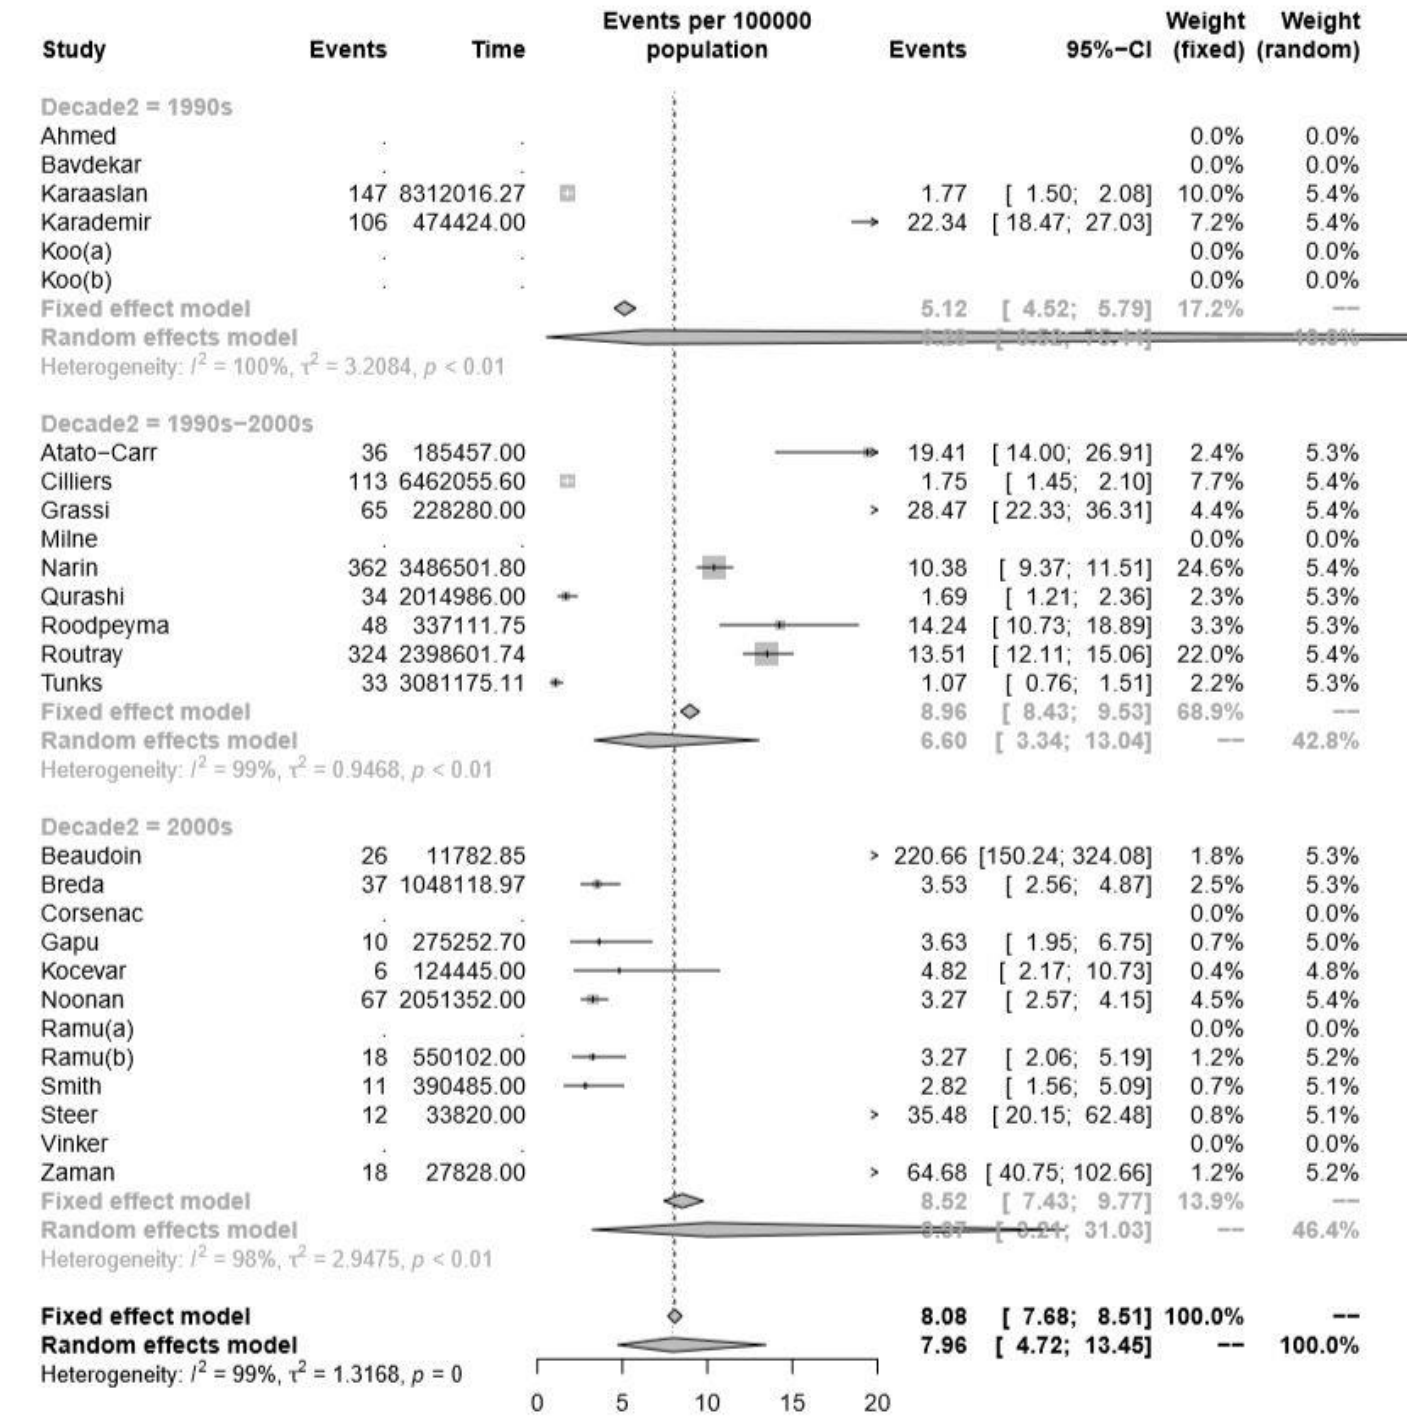 Events per 100000 Weight Weight
Study Events Time population Events 95%−CI (fixed) (random)
Decade2 = 1990s
Ahmed . . 0.0% 0.0%
Bavdekar . . 0.0% 0.0%
Karaaslan 147 8312016.27 1.77 [ 1.50; 2.08] 10.0% 5.4%
Karademir 106 474424.00 22.34 [18.47; 27.03] 7.2% 5.4%
Koo(a) . . 0.0% 0.0%
Koo(b) . . 0.0% 0.0%
Fixed effect model 5.12 [ 4.52; 5.79] 17.2% −−
Random effects model
Heterogeneity: I² = 100%, τ² = 3.2084, p < 0.01
Decade2 = 1990s−2000s
Atato−Carr 36 185457.00 19.41 [14.00; 26.91] 2.4% 5.3%
Cilliers 113 6462055.60 1.75 [ 1.45; 2.10] 7.7% 5.4%
Grassi 65 228280.00 28.47 [22.33; 36.31] 4.4% 5.4%
Milne . . 0.0% 0.0%
Narin 362 3486501.80 10.38 [ 9.37; 11.51] 24.6% 5.4%
Qurashi 34 2014986.00 1.69 [ 1.21; 2.36] 2.3% 5.3%
Roodpeyma 48 337111.75 14.24 [10.73; 18.89] 3.3% 5.3%
Routray 324 2398601.74 13.51 [12.11; 15.06] 22.0% 5.4%
Tunks 33 3081175.11 1.07 [ 0.76; 1.51] 2.2% 5.3%
Fixed effect model 8.96 [ 8.43; 9.53] 68.9% −−
Random effects model 6.60 [ 3.34; 13.04] −− 42.8%
Heterogeneity: I² = 99%, τ² = 0.9468, p < 0.01
Decade2 = 2000s
Beaudoin 26 11782.85 220.66 [150.24; 324.08] 1.8% 5.3%
Breda 37 1048118.97 3.53 [ 2.56; 4.87] 2.5% 5.3%
Corsenac . . 0.0% 0.0%
Gapu 10 275252.70 3.63 [ 1.95; 6.75] 0.7% 5.0%
Kocevar 6 124445.00 4.82 [ 2.17; 10.73] 0.4% 4.8%
Noonan 67 2051352.00 3.27 [ 2.57; 4.15] 4.5% 5.4%
Ramu(a) . . 0.0% 0.0%
Ramu(b) 18 550102.00 3.27 [ 2.06; 5.19] 1.2% 5.2%
Smith 11 390485.00 2.82 [ 1.56; 5.09] 0.7% 5.1%
Steer 12 33820.00 35.48 [20.15; 62.48] 0.8% 5.1%
Vinker . . 0.0% 0.0%
Zaman 18 27828.00 64.68 [40.75; 102.66] 1.2% 5.2%
Fixed effect model 8.52 [ 7.43; 9.77] 13.9% −−
Random effects model 31.03] −− 46.4%
Heterogeneity: I² = 98%, τ² = 2.9475, p < 0.01
Fixed effect model 8.08 [ 7.68; 8.51] 100.0% −−
Random effects model 7.96 [ 4.72; 13.45] −− 100.0%
Heterogeneity: I² = 99%, τ² = 1.3168, p = 0
0 5 10 15 20